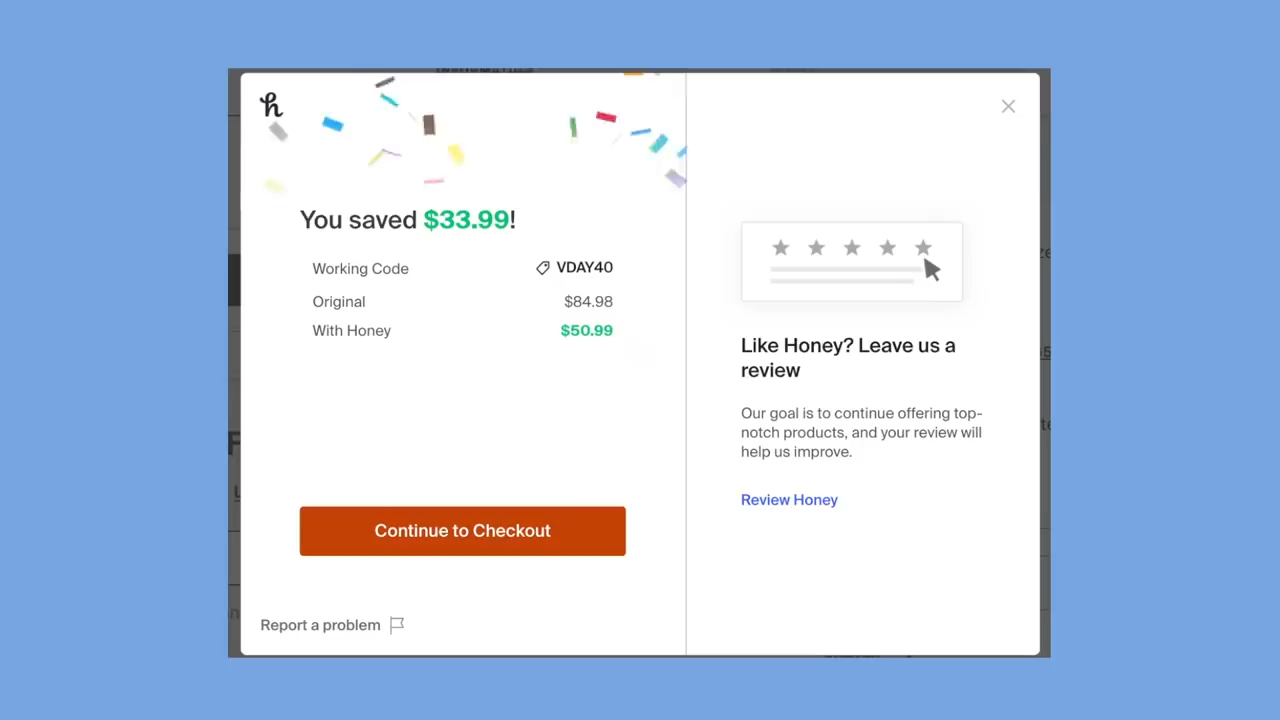 h
You saved $33.99!
Working Code VDAY40
Original $84.98
With Honey $50.99
Continue to Checkout
Report a problem
Like Honey? Leave us a
review
Our goal is to continue offering top-
notch products, and your review will
help us improve.
Review Honey